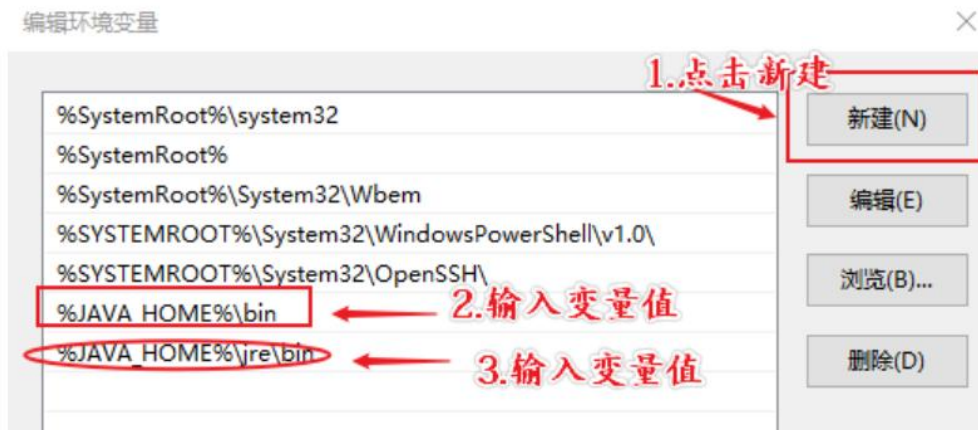 编辑环境变量
1.点击新建
%SystemRoot%\system32
新建(N)
%SystemRoot%
%SystemRoot%\System32\Wbem
编辑(E)
%SYSTEMROOT%\System32\WindowsPowerShell\v1.0\
%SYSTEMROOT%\System32\OpenSSH\
浏览(B)...
%JAVA_HOME%\bin
2.输入变量值
%JAVA_HOME%\jre\bin
3.输入变量值
删除(D)